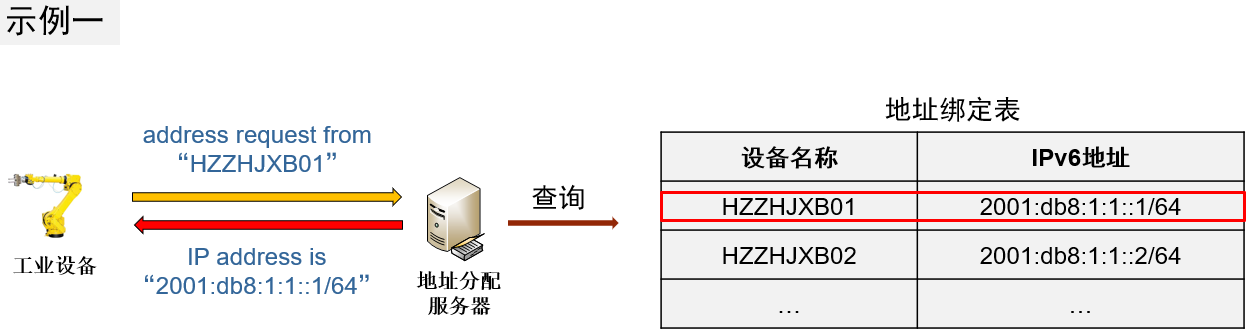 示例一
address request from
“HZZHJXB01”
IP address is
“2001:db8:1:1::1/64”
工业设备
地址分配
服务器
查询
地址绑定表
设备名称 IPv6地址
HZZHJXB01 2001:db8:1:1::1/64
HZZHJXB02 2001:db8:1:1::2/64
… …